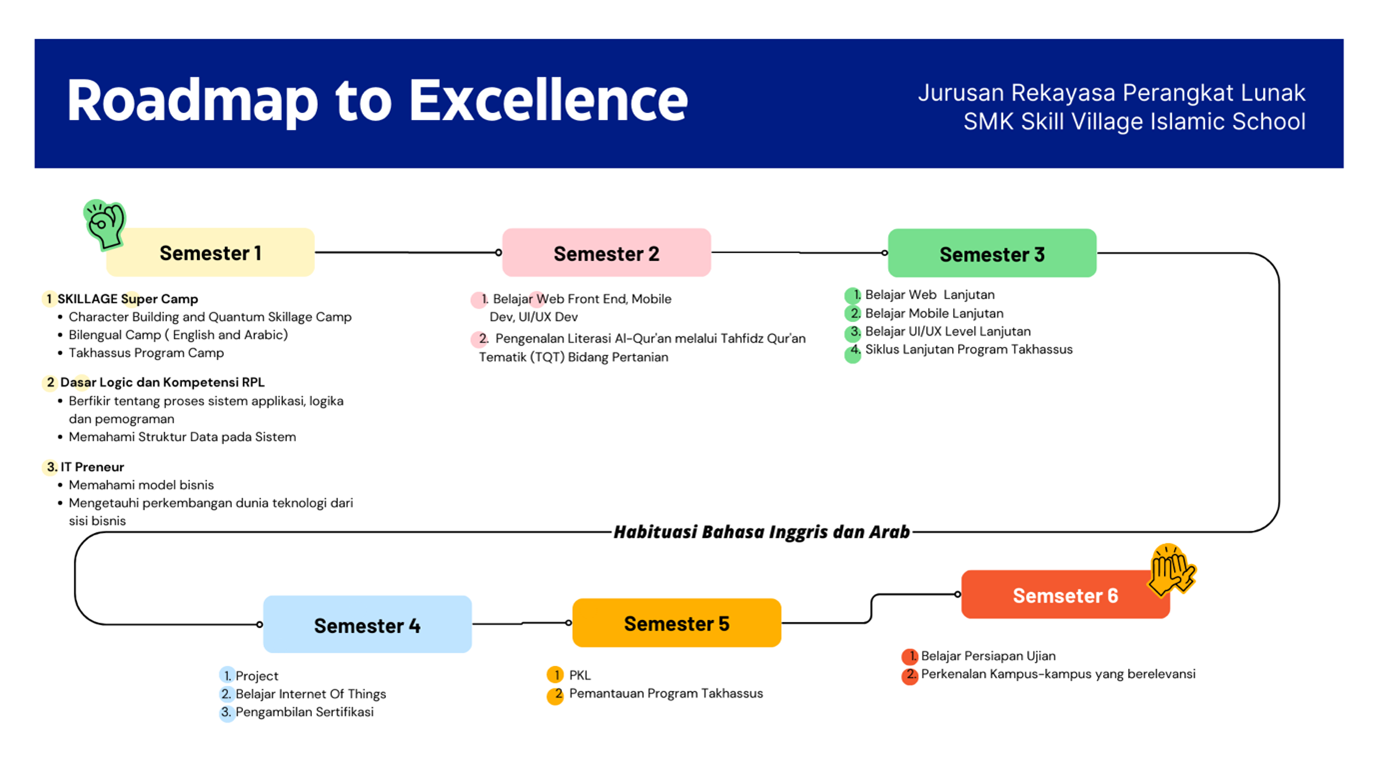 Roadmap to Excellence
Jurusan Rekayasa Perangkat Lunak
SMK Skill Village Islamic School
Semester 1
1 SKILLAGE Super Camp
• Character Building and Quantum Skillage Camp
• Bilengual Camp ( English and Arabic)
• Takhassus Program Camp
2 Dasar Logic dan Kompetensi RPL
• Berfikir tentang proses sistem applikasi, logika
dan pemograman
• Memahami Struktur Data pada Sistem
3. IT Preneur
• Memahami model bisnis
• Mengetauhi perkembangan dunia teknologi dari
sisi bisnis
Semester 2
1. Belajar Web Front End, Mobile
Dev, UI/UX Dev
2. Pengenalan Literasi Al-Qur'an melalui Tahfidz Qur'an
Tematik (TQT) Bidang Pertanian
Semester 3
1. Belajar Web Lanjutan
2. Belajar Mobile Lanjutan
3. Belajar UI/UX Level Lanjutan
4. Siklus Lanjutan Program Takhassus
Habituasi Bahasa Inggris dan Arab
Semester 4
1. Project
2. Belajar Internet Of Things
3. Pengambilan Sertifikasi
Semester 5
1 PKL
2 Pemantauan Program Takhassus
Semseter 6
1. Belajar Persiapan Ujian
2. Perkenalan Kampus-kampus yang berelevansi